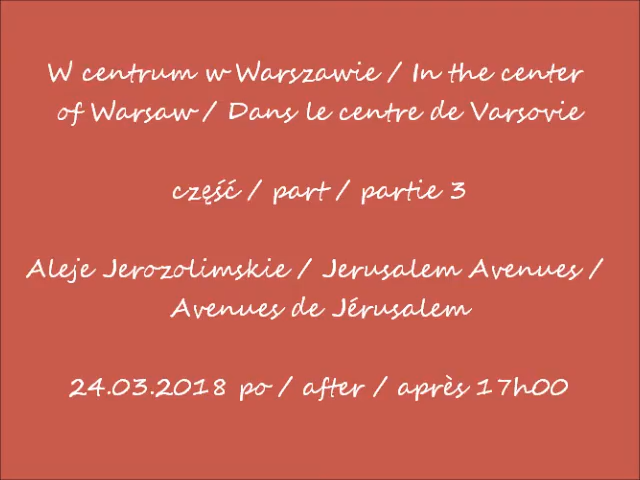 W centrum w Warszawie / In the center
of Warsaw / Dans le centre de Varsovie
część / part / partie 3
Aleje Jerozolimskie / Jerusalem Avenues /
Avenues de Jérusalem
24.03.2018 po / after / après 17h00